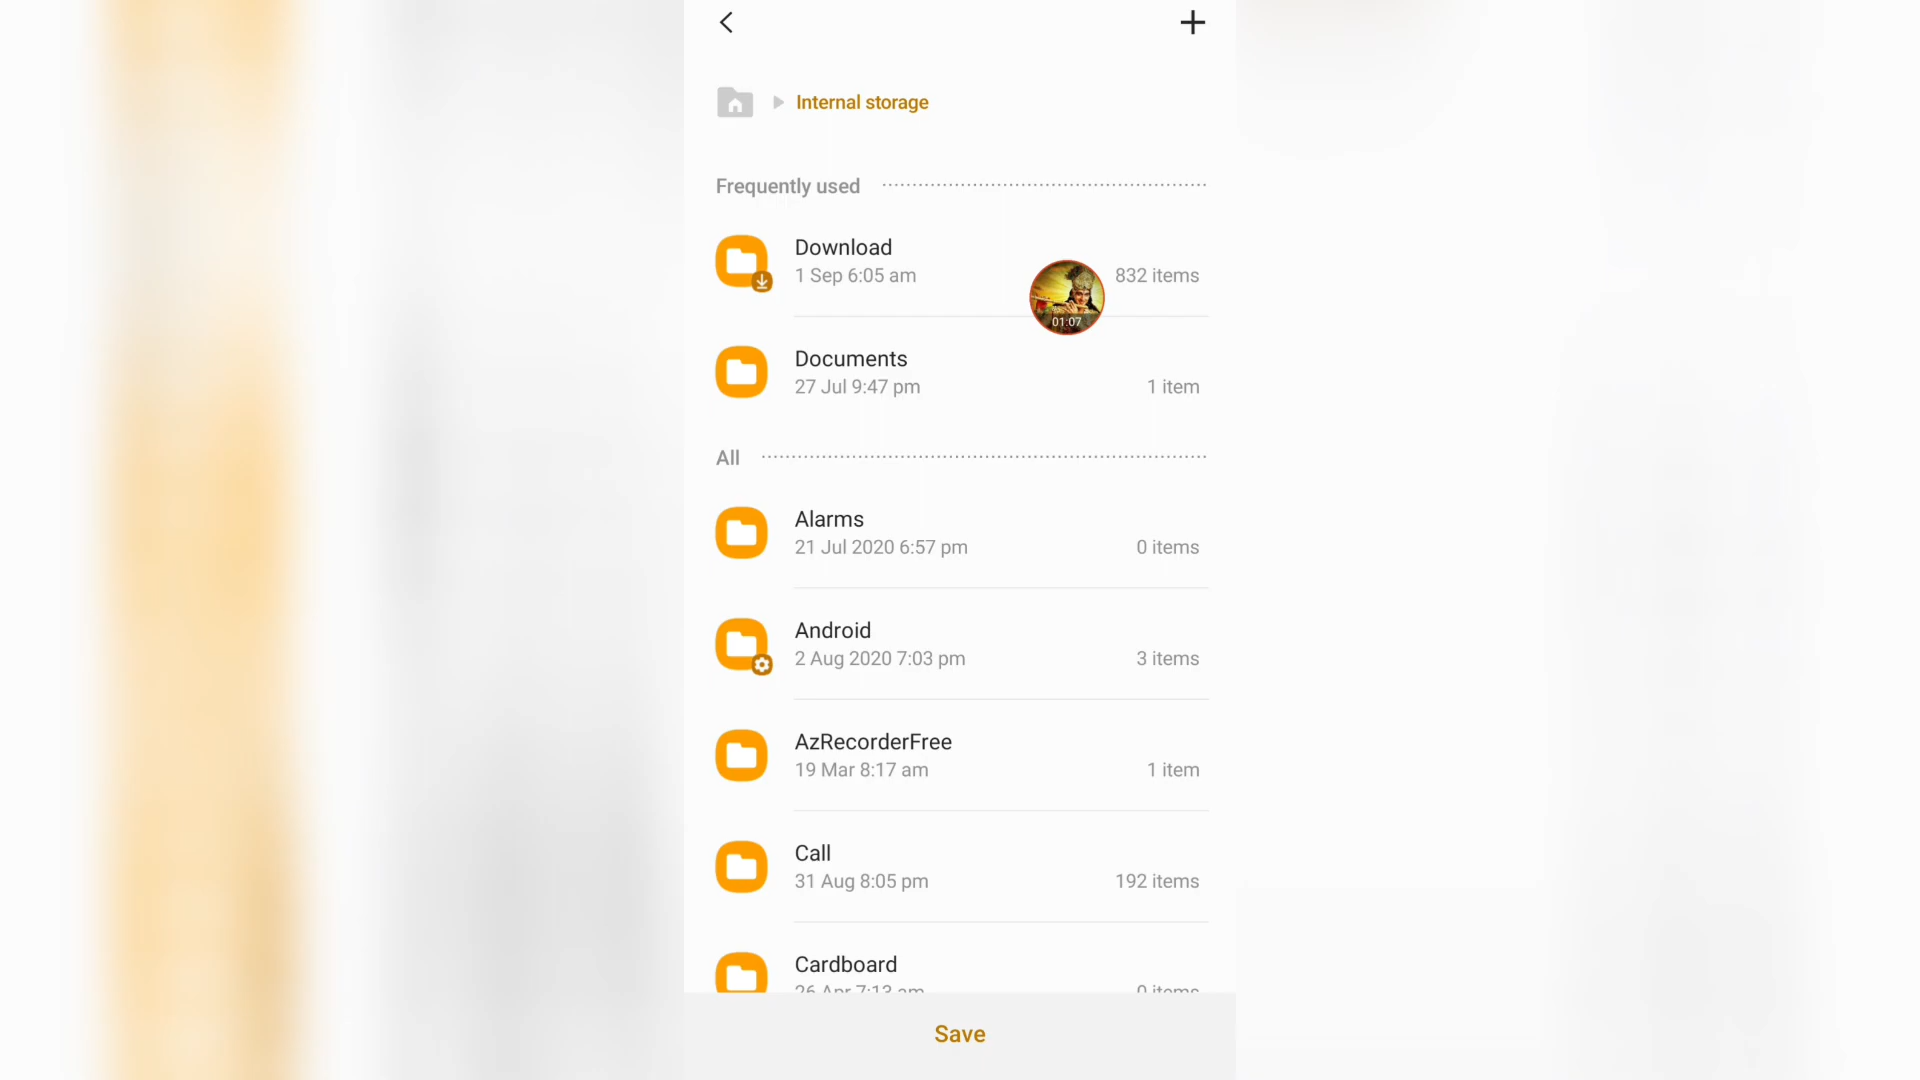 Internal storage
Frequently used
Download
1 Sep 6:05 am
832 items
01:07
Documents
27 Jul 9:47 pm
1 item
All
Alarms
21 Jul 2020 6:57 pm
0 items
Android
2 Aug 2020 7:03 pm
3 items
AzRecorderFree
19 Mar 8:17 am
1 item
Call
31 Aug 8:05 pm
192 items
Cardboard
26 Apr 7:13 am
0 items
Save